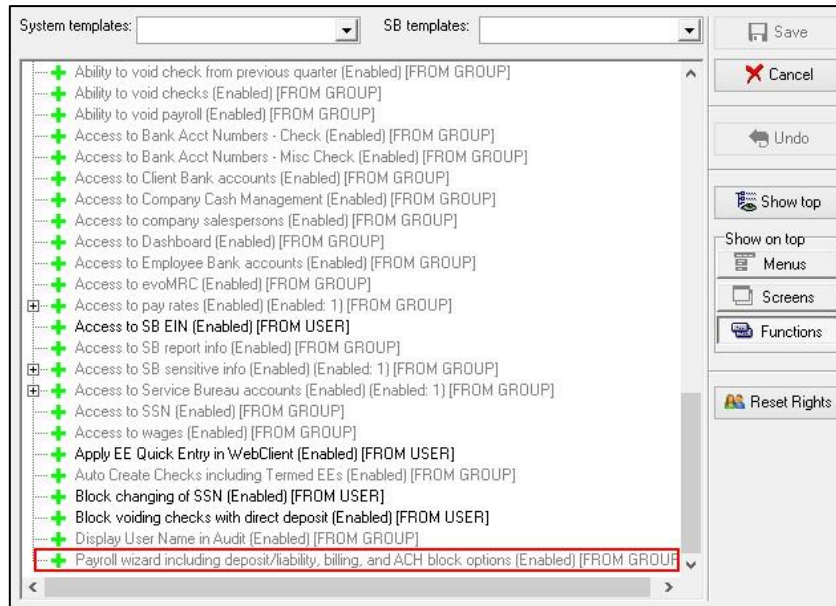 System templates: SB templates:
Save
Ability to void check from previous quarter (Enabled) [FROM GROUP]
Cancel
Ability to void checks (Enabled) [FROM GROUP]
Ability to void payroll (Enabled) [FROM GROUP]
Access to Bank Acct Numbers - Check (Enabled) [FROM GROUP]
Undo
Access to Bank Acct Numbers - Misc Check (Enabled) [FROM GROUP]
Access to Client Bank accounts (Enabled) [FROM GROUP]
Access to Company Cash Management (Enabled) [FROM GROUP]
Show top
Access to company salespersons (Enabled) [FROM GROUP]
Access to Dashboard (Enabled) [FROM GROUP]
Show on top
Access to Employee Bank accounts (Enabled) [FROM GROUP]
Menus
Access to evoMRC (Enabled) [FROM GROUP]
Access to pay rates (Enabled) (Enabled: 1) [FROM GROUP]
Screens
Access to SB EIN (Enabled) [FROM USER]
Functions
Access to SB report info (Enabled) [FROM GROUP]
Access to SB sensitive info (Enabled) (Enabled: 1) [FROM GROUP]
Access to Service Bureau accounts (Enabled) (Enabled: 1) [FROM GROUP]
Reset Rights
Access to SSN (Enabled) [FROM GROUP]
Access to wages (Enabled) [FROM GROUP]
Apply EE Quick Entry in WebClient (Enabled) [FROM USER]
Auto Create Checks including Termed EEs (Enabled) [FROM GROUP]
Block changing of SSN (Enabled) [FROM USER]
Block voiding checks with direct deposit (Enabled) [FROM USER]
Display User Name in Audit (Enabled) [FROM GROUP]
Payroll wizard including deposit/liability, billing, and ACH block options (Enabled) [FROM GROUP